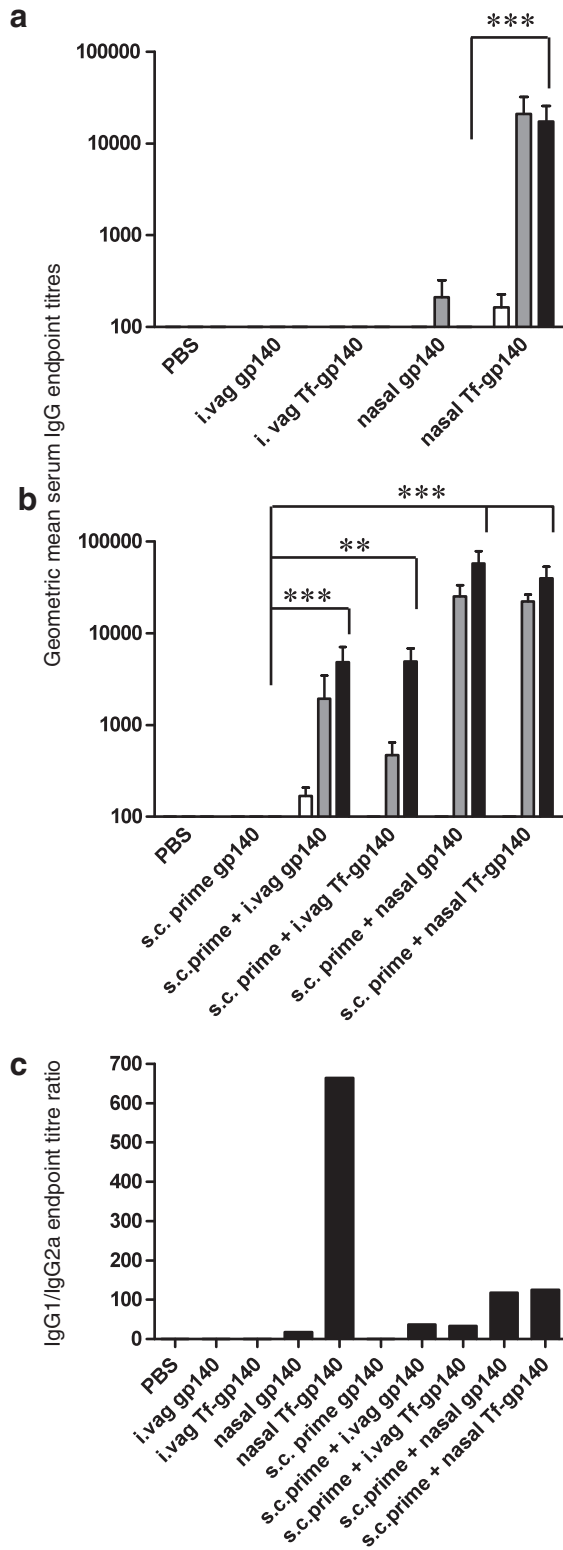 a
***
100000
10000
1000
100
PBS
i.vag gp140
i. vag Tf-gp140
nasal gp140
nasal Tf-gp140
Geometric mean serum IgG endpoint titres
b
***
**
***
100000
10000
1000
100
PBS
s.c. prime gp140
s.c.prime + i.vag gp140
s.c. prime + i.vag Tf-gp140
s.c. prime + nasal gp140
s.c. prime + nasal Tf-gp140
c
IgG1/IgG2a endpoint titre ratio
700
600
500
400
300
200
100
0
PBS
i.vag gp140
i.vag Tf-gp140
nasal gp140
nasal Tf-gp140
s.c. prime gp140
s.c.prime + i.vag gp140
s.c.prime + i.vag Tf-gp140
s.c.prime + nasal gp140
s.c.prime + nasal Tf-gp140